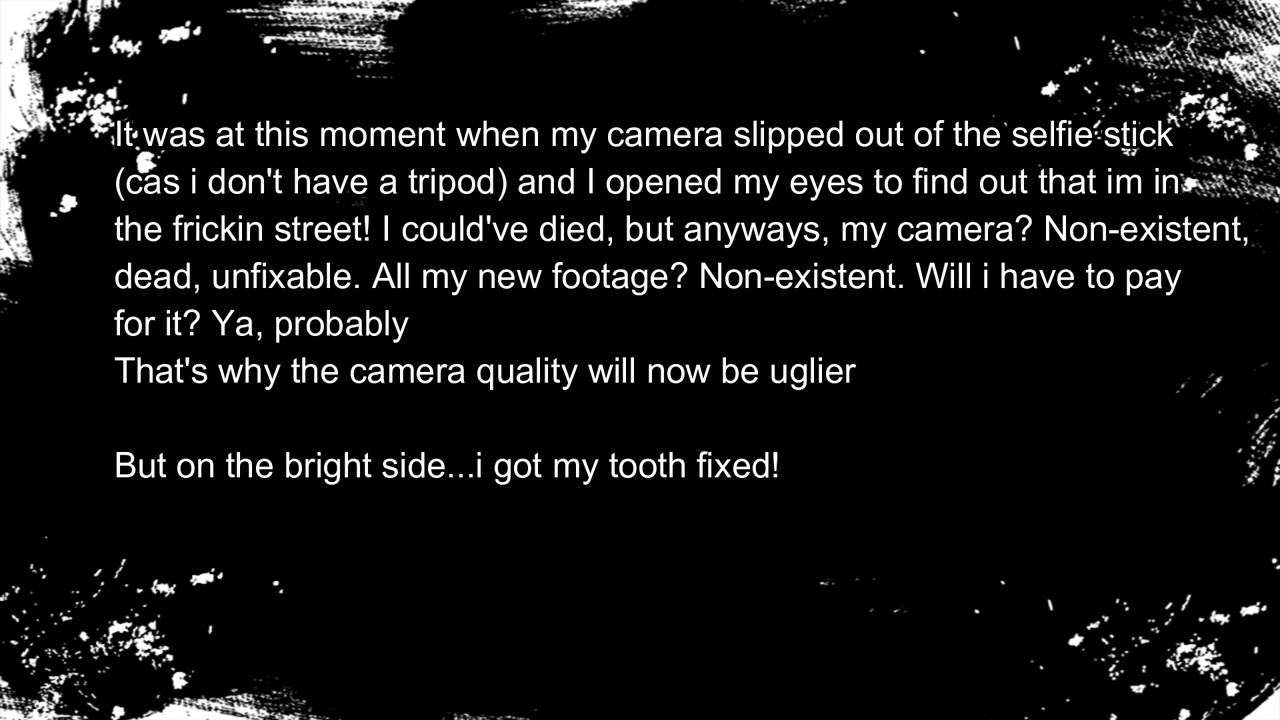 It was at this moment when my camera slipped out of the selfie stick
(cas i don't have a tripod) and I opened my eyes to find out that im in
the frickin street! I could've died, but anyways, my camera? Non-existent,
dead, unfixable. All my new footage? Non-existent. Will i have to pay
for it? Ya, probably
That's why the camera quality will now be uglier
But on the bright side...i got my tooth fixed!